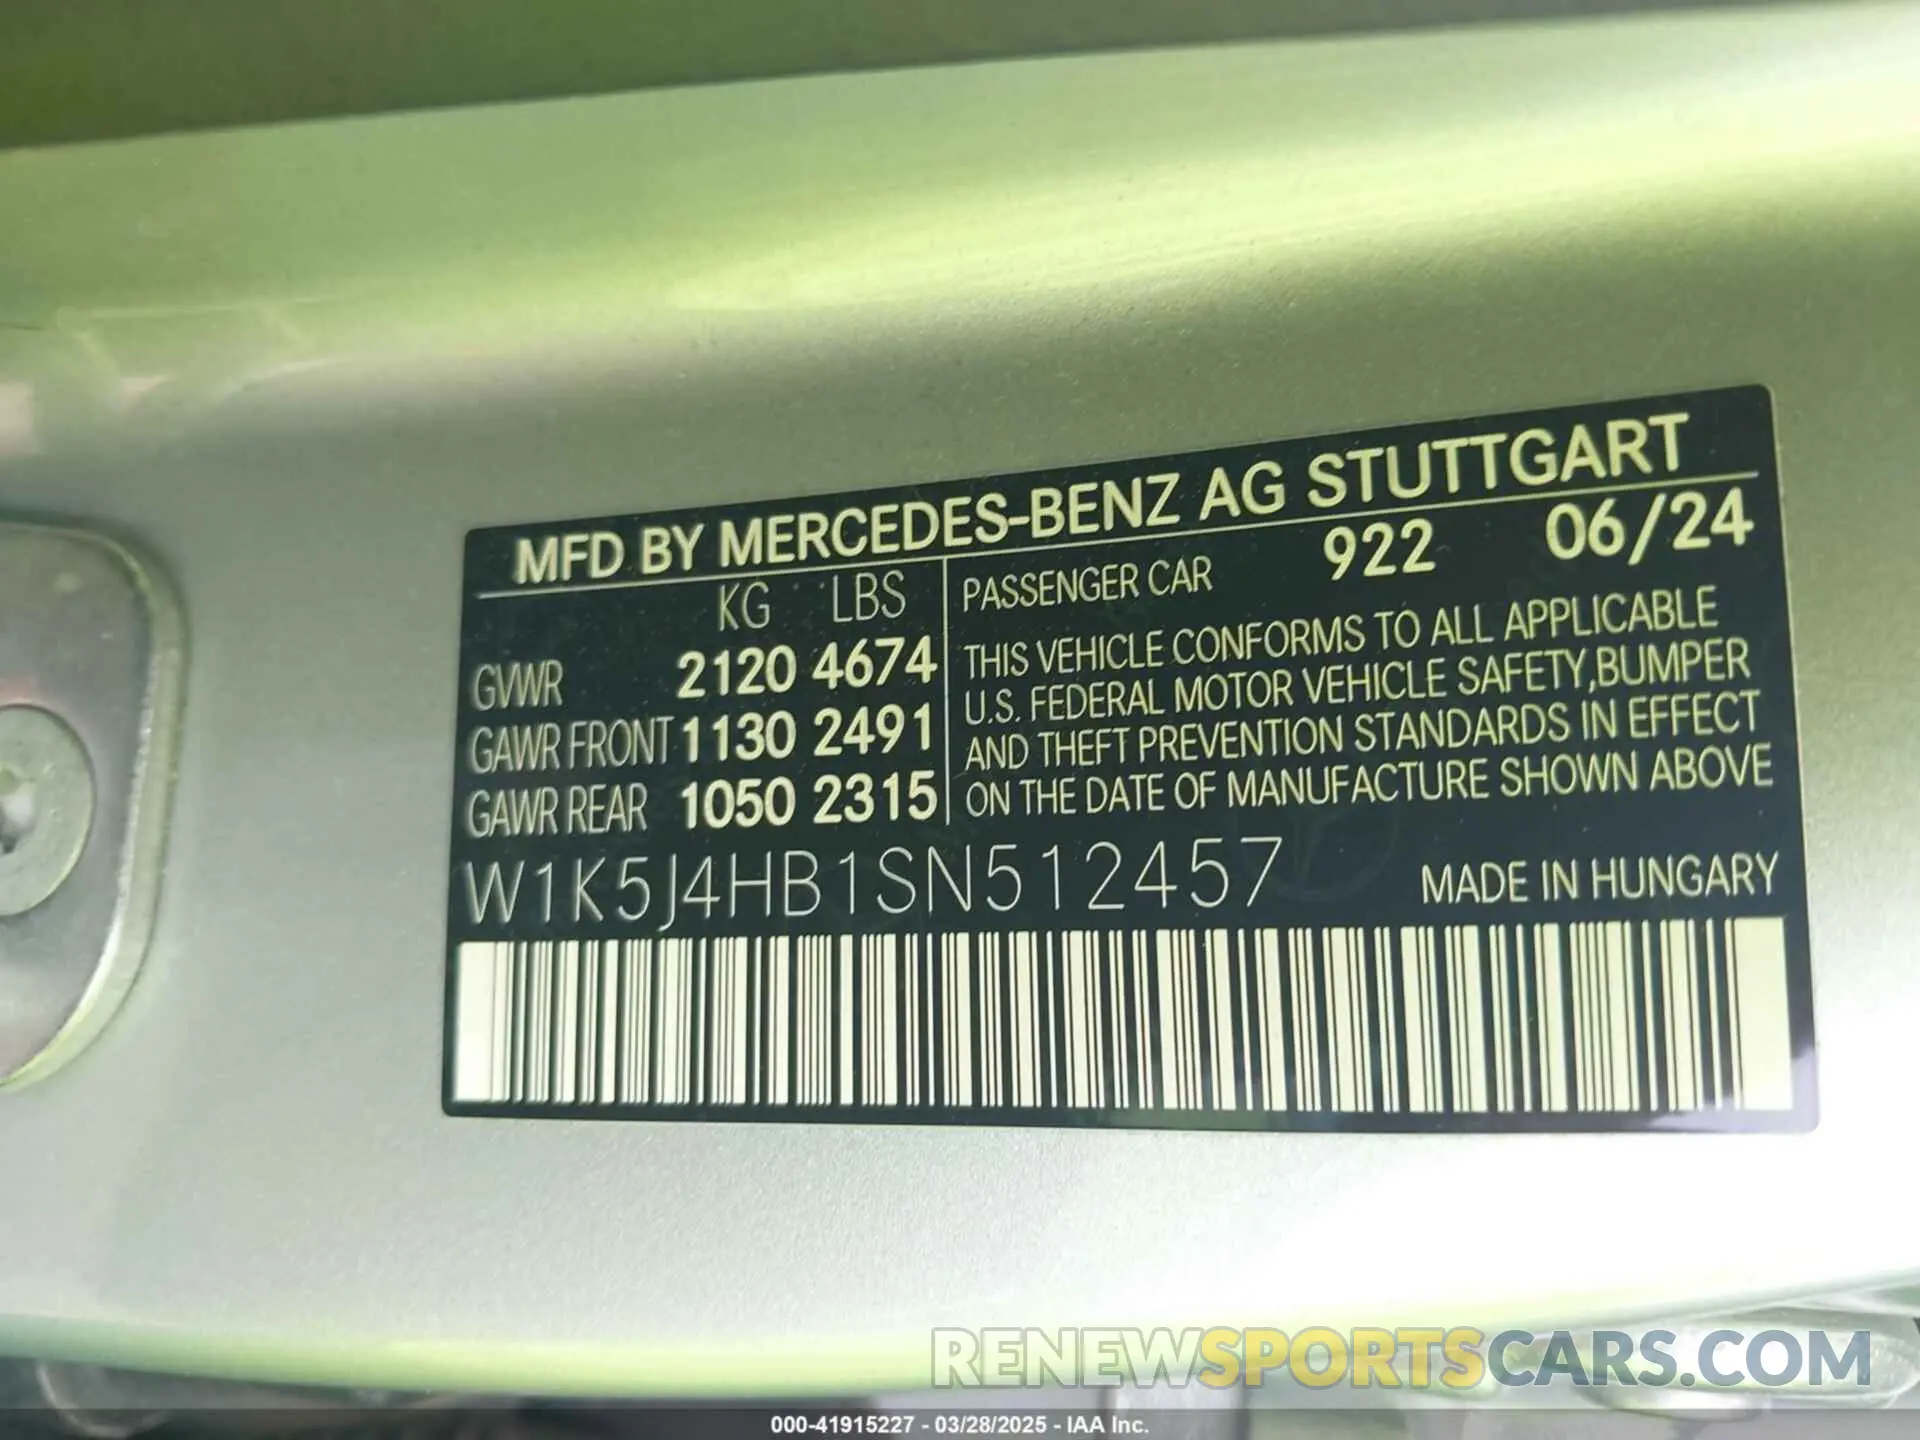 MFD BY MERCEDES-BENZ AG STUTTGART
KG LBS
GVWR 2120 4674
GAWR FRONT 1130 2491
GAWR REAR 1050 2315
PASSENGER CAR 922 06/24
THIS VEHICLE CONFORMS TO ALL APPLICABLE
U.S. FEDERAL MOTOR VEHICLE SAFETY,BUMPER
AND THEFT PREVENTION STANDARDS IN EFFECT
ON THE DATE OF MANUFACTURE SHOWN ABOVE
W1K5J4HB1SN512457 MADE IN HUNGARY
RENEWSPORTSCARS.COM
000-41915227 - 03/28/2025 - IAA Inc.